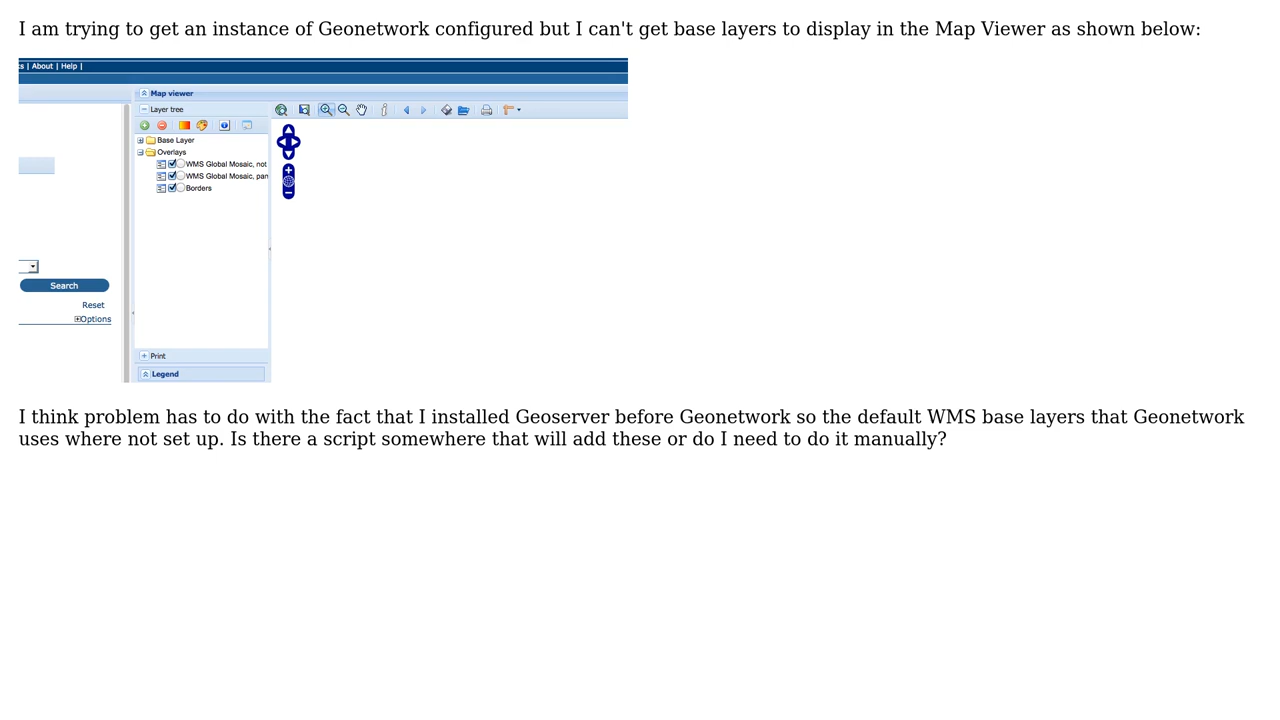 I am trying to get an instance of Geonetwork configured but I can't get base layers to display in the Map Viewer as shown below:
ts | About | Help |
Map viewer
Layer tree
Base Layer
Overlays
WMS Global Mosaic, not
WMS Global Mosaic, pan
Borders
Search
Reset
Options
Print
Legend
I think problem has to do with the fact that I installed Geoserver before Geonetwork so the default WMS base layers that Geonetwork
uses where not set up. Is there a script somewhere that will add these or do I need to do it manually?